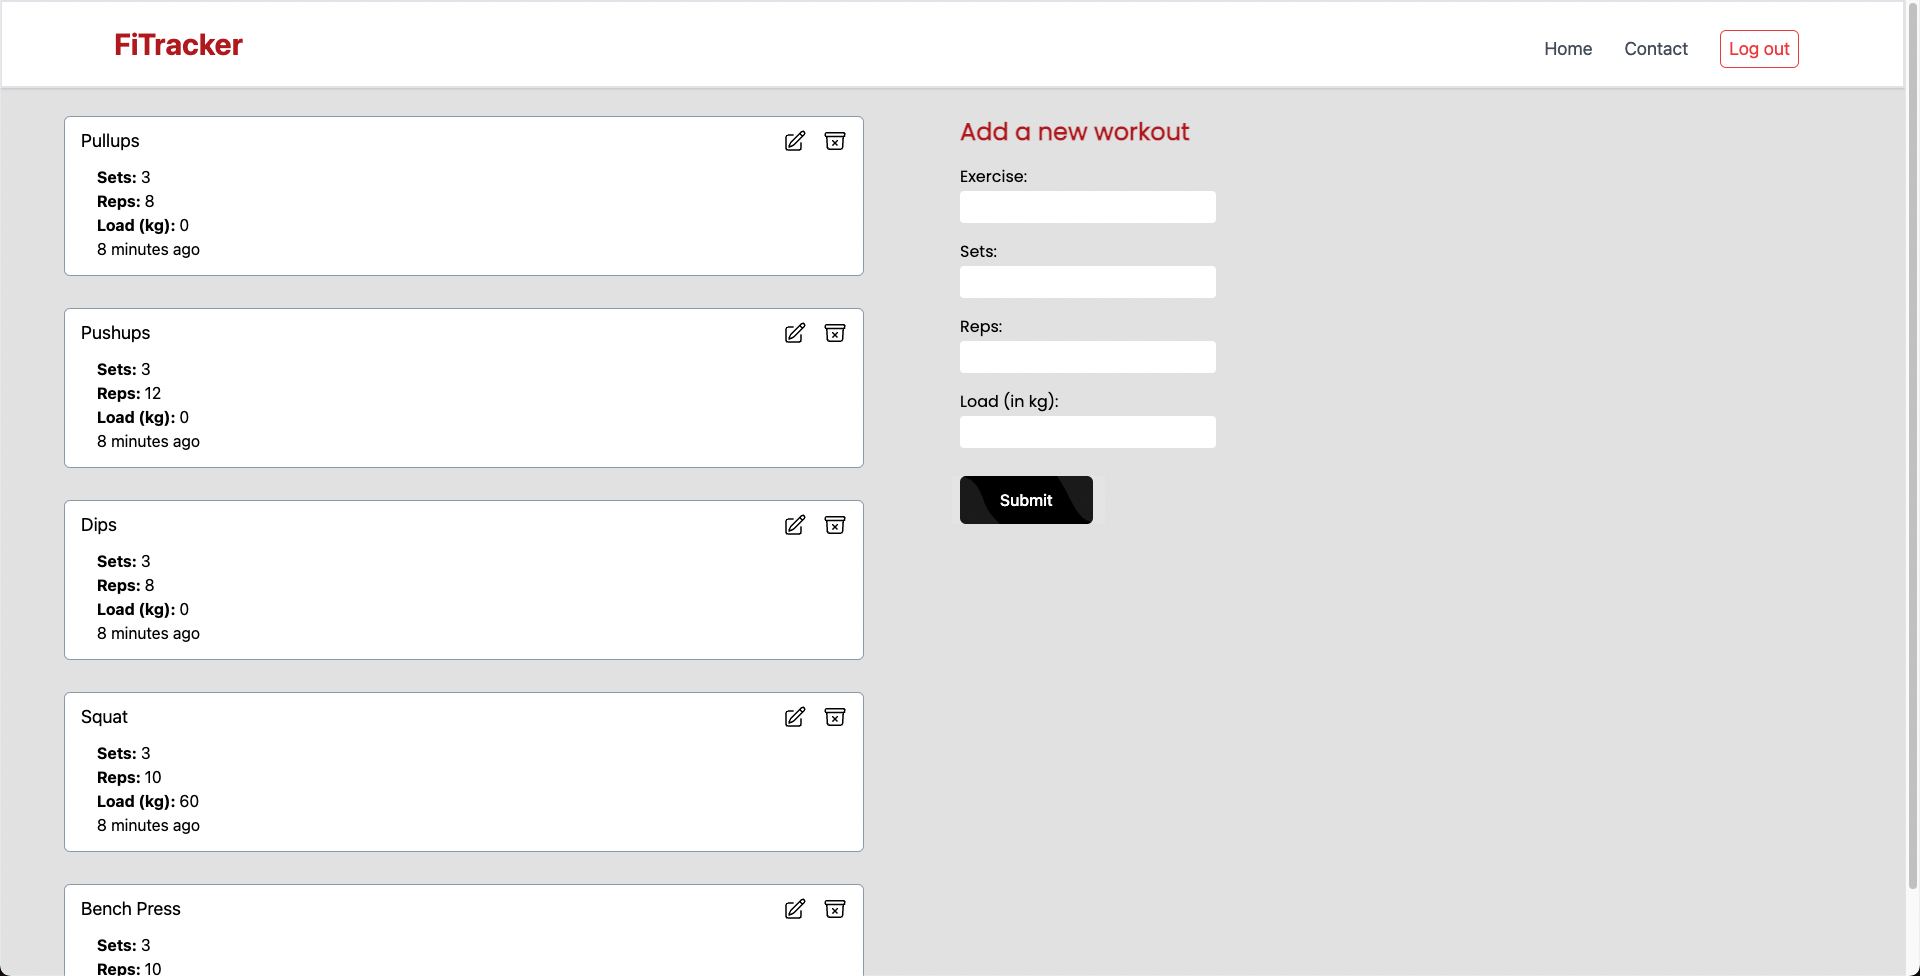 FiTracker
Home Contact Log out
Pullups
Sets: 3
Reps: 8
Load (kg): 0
8 minutes ago
Pushups
Sets: 3
Reps: 12
Load (kg): 0
8 minutes ago
Dips
Sets: 3
Reps: 8
Load (kg): 0
8 minutes ago
Squat
Sets: 3
Reps: 10
Load (kg): 60
8 minutes ago
Bench Press
Sets: 3
Reps: 10
Add a new workout
Exercise:
Sets:
Reps:
Load (in kg):
Submit